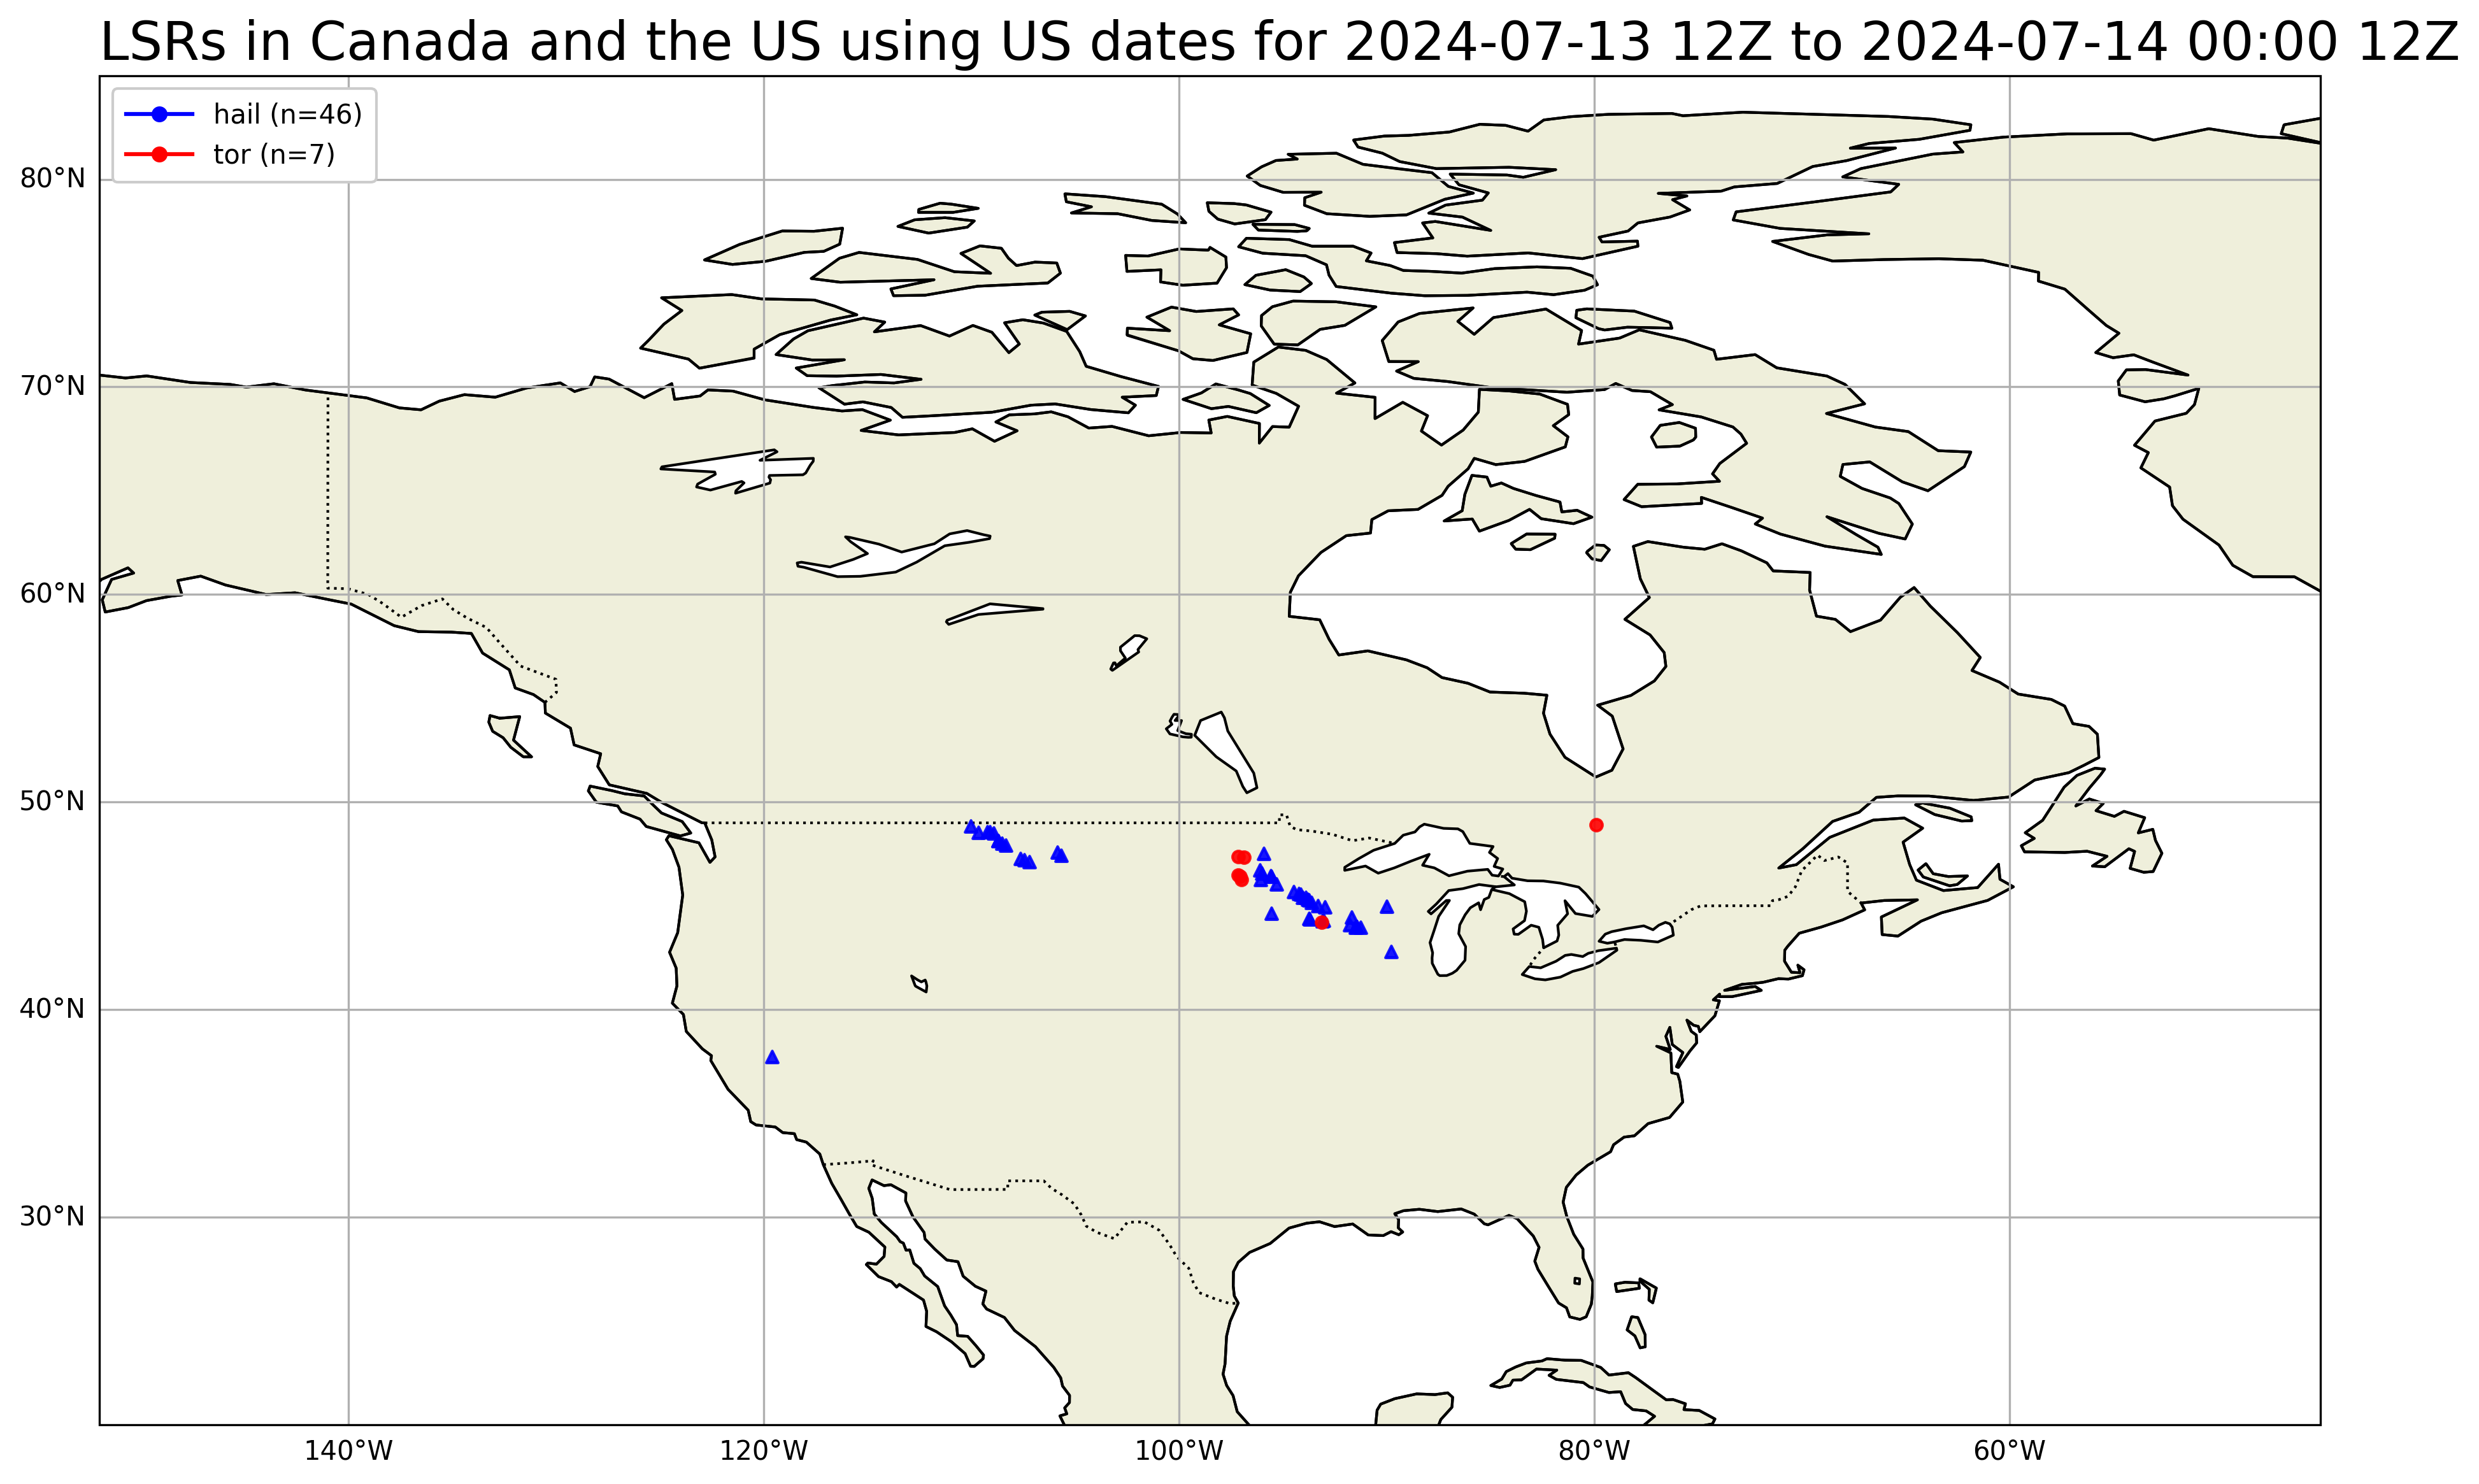 LSRs in Canada and the US using US dates for 2024-07-13 12Z to 2024-07-14 00:00 12Z
hail (n=46)
tor (n=7)
80°N
70°N
60°N
50°N
40°N
30°N
140°W
120°W
100°W
80°W
60°W